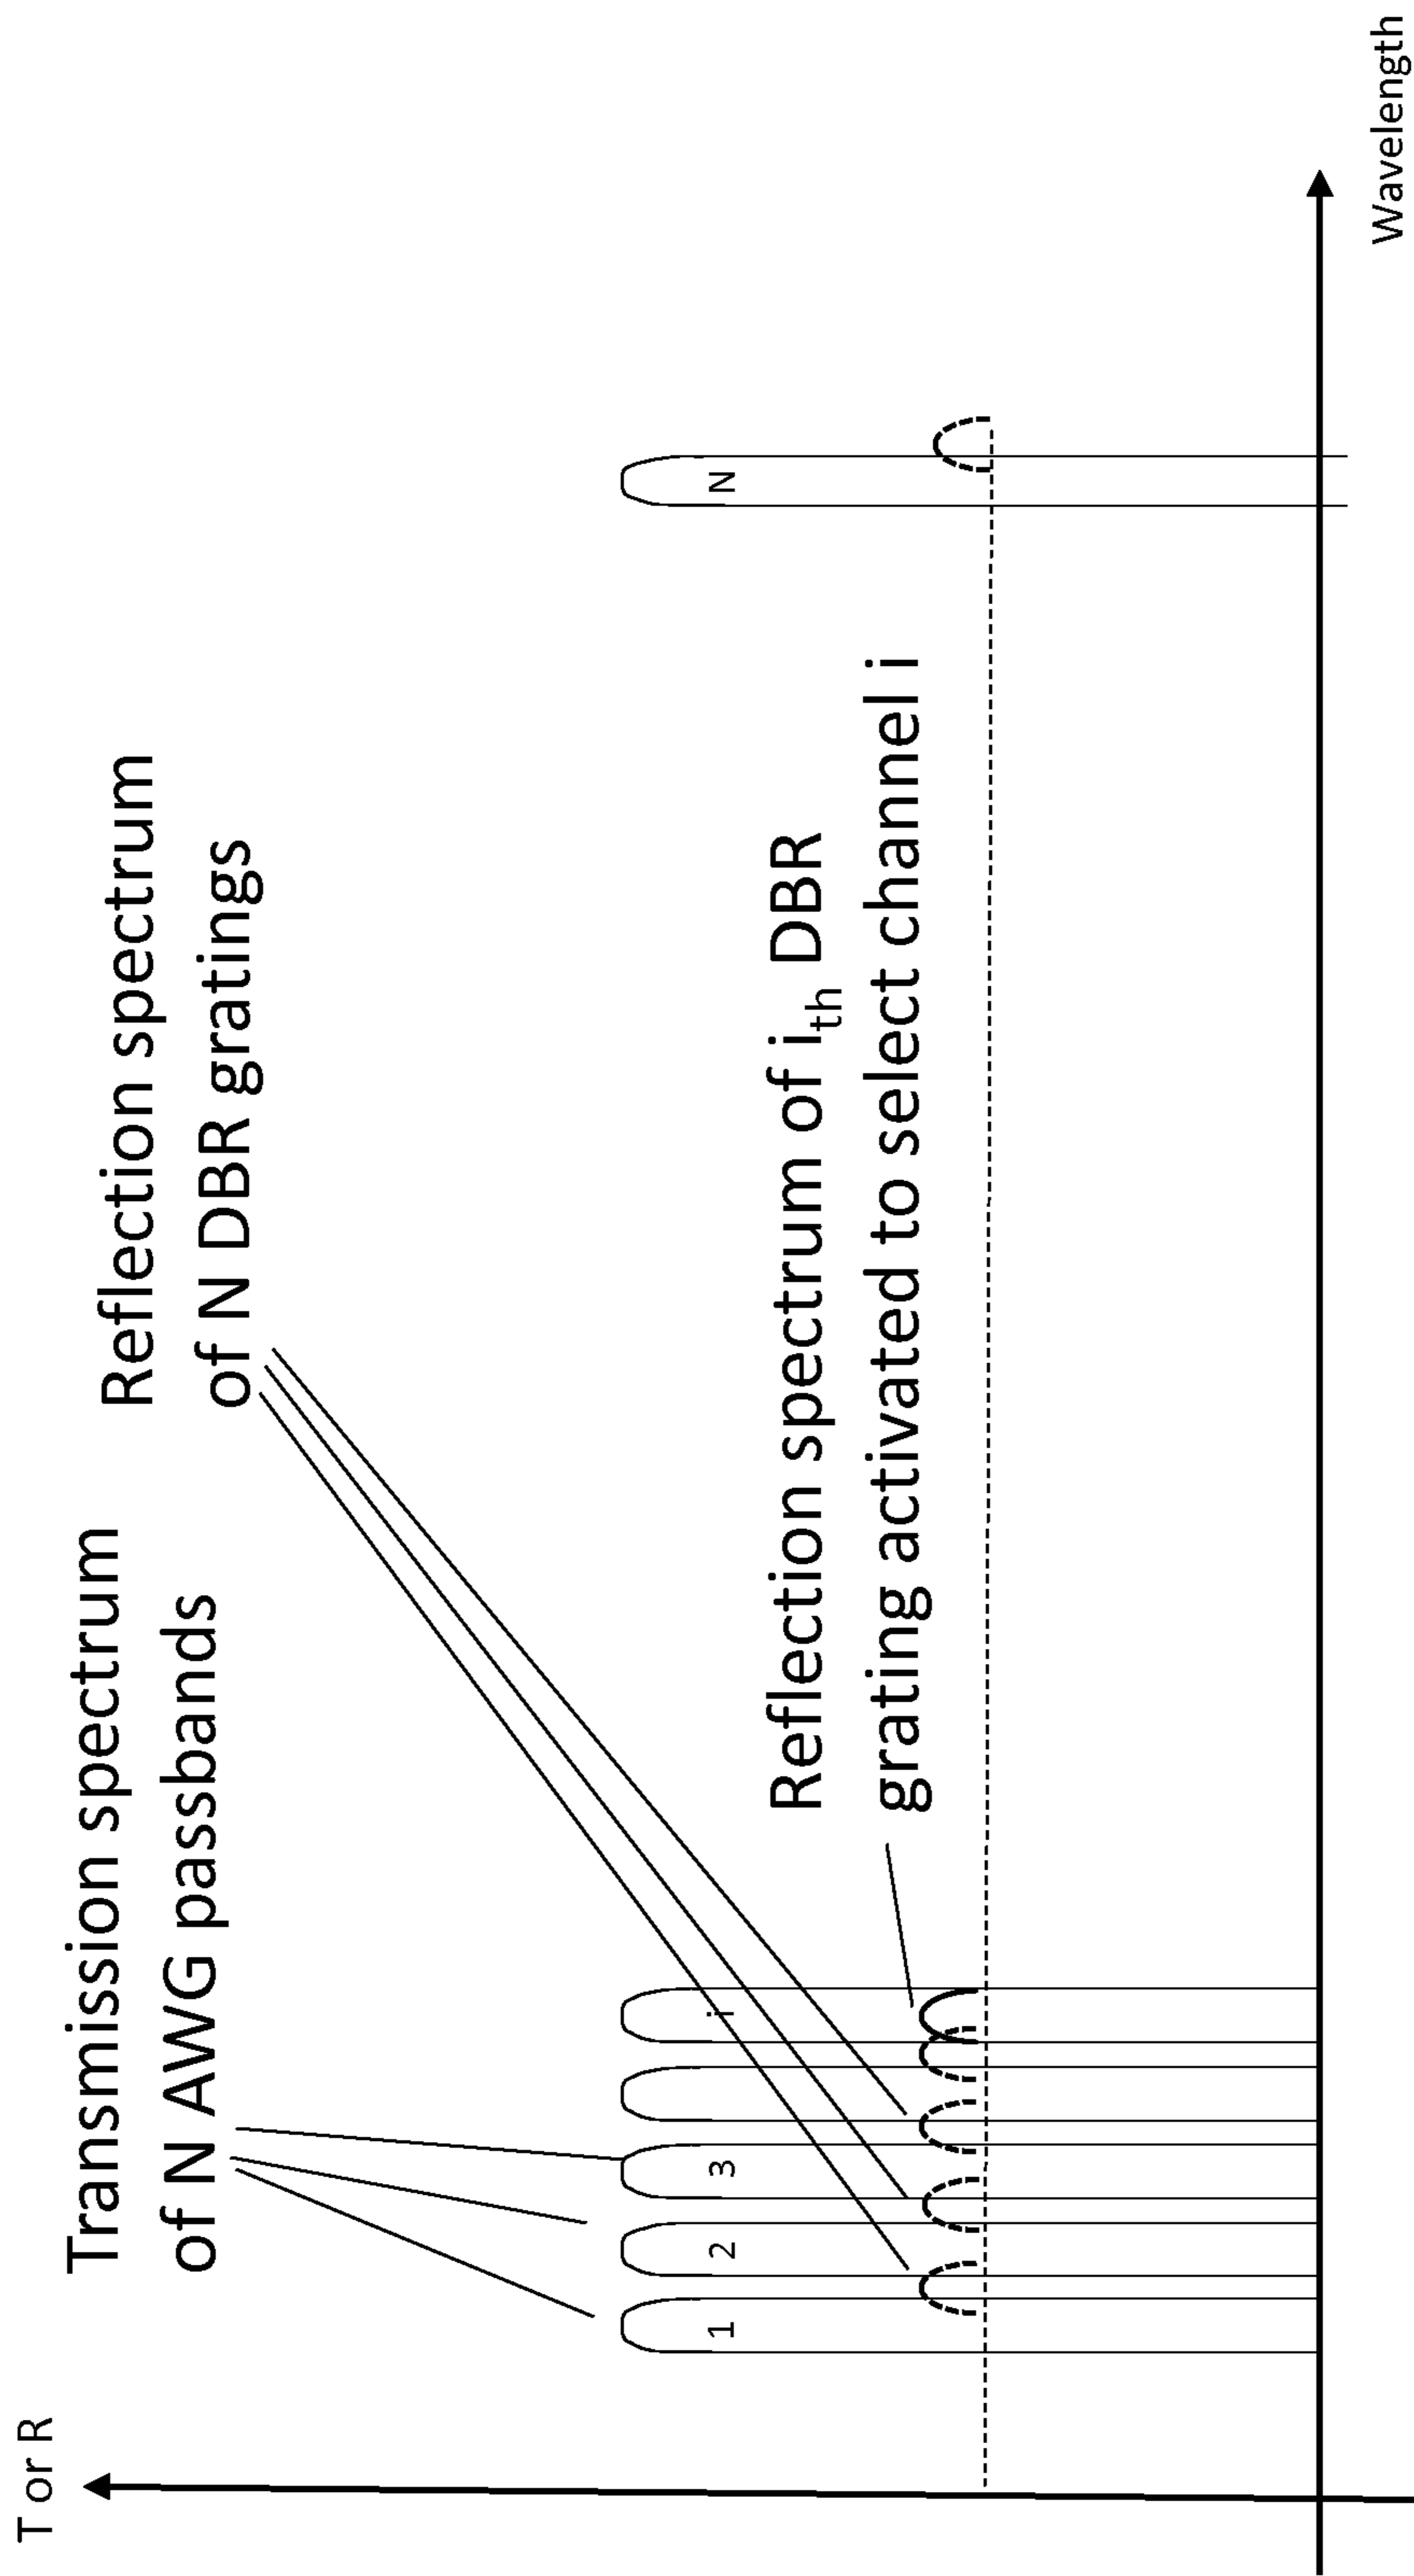 T or R
Transmission spectrum
of N AWG passbands
Reflection spectrum
of N DBR gratings
1
2
3
i
N
Reflection spectrum of ith DBR
grating activated to select channel i
Wavelength